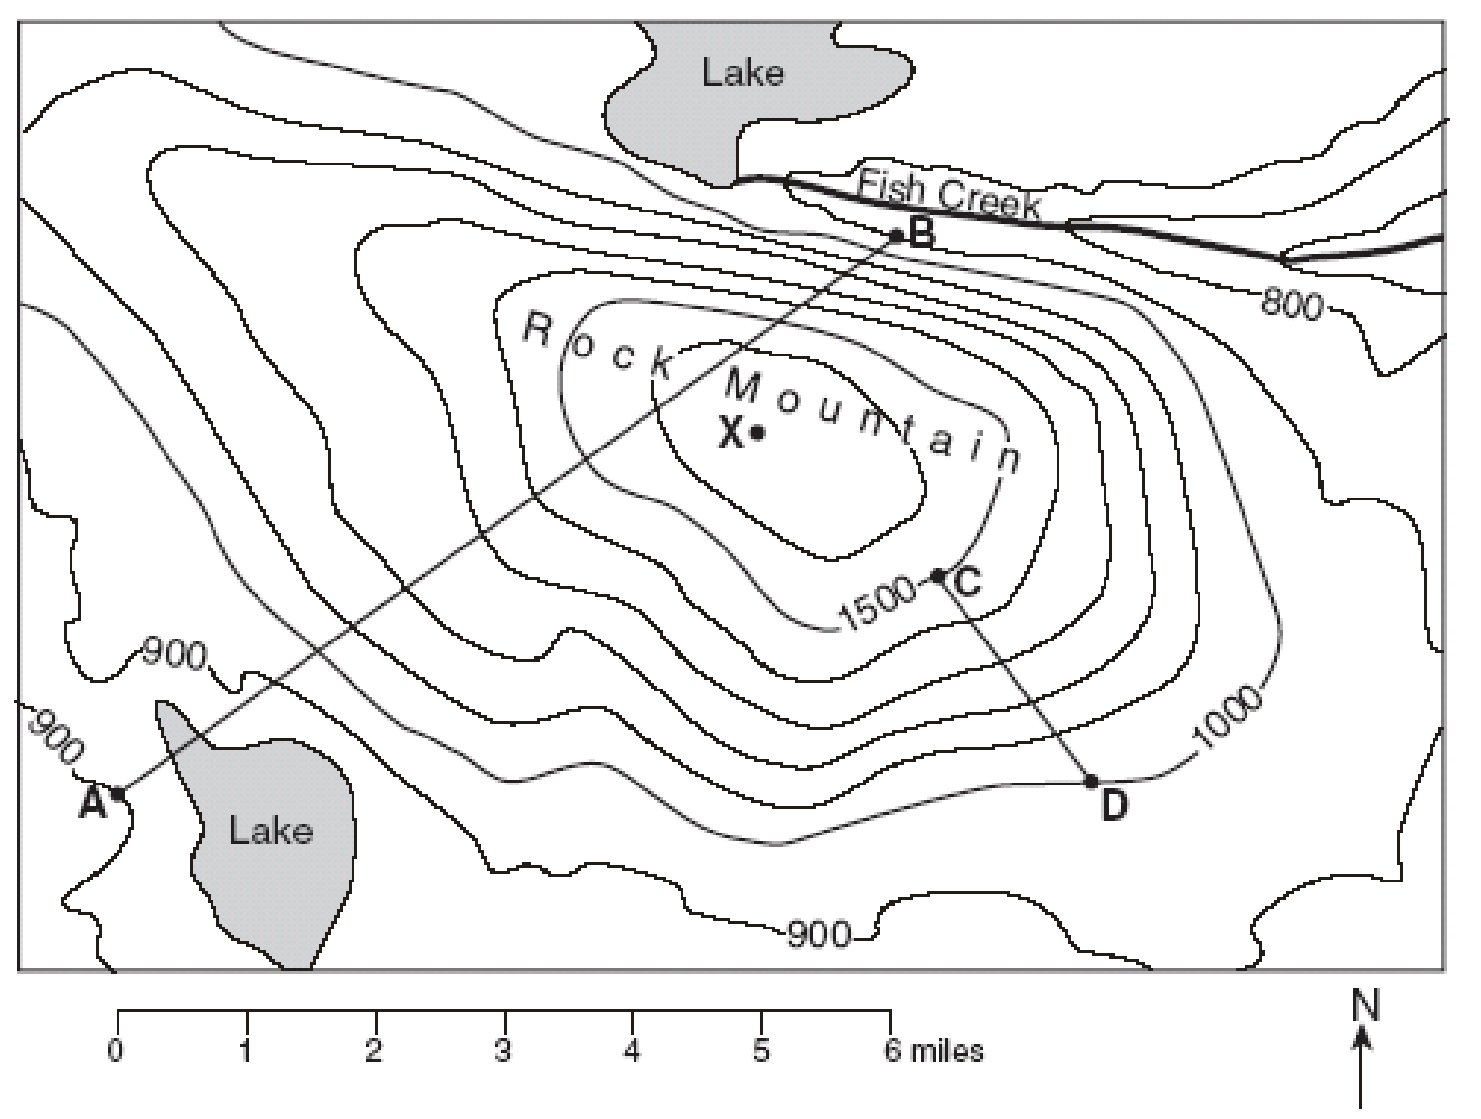 Lake
Fish Creek
B
800
Rock
Mountain
X
1500
C
900
900
1000
A
D
Lake
900
N
0 1 2 3 4 5 6 miles